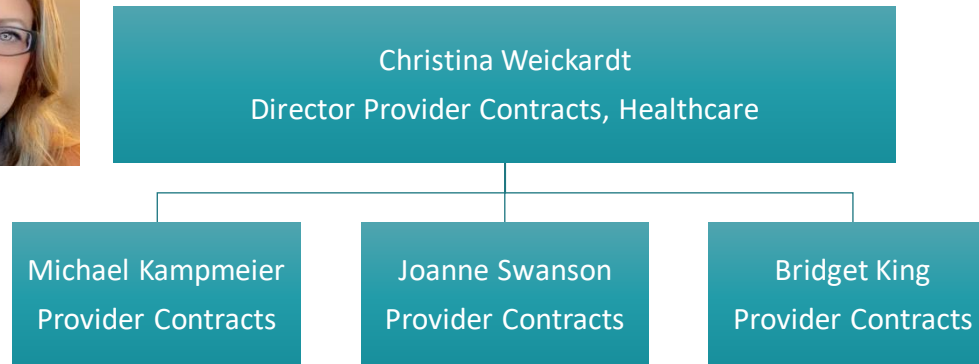 Christina Weickardt
Director Provider Contracts, Healthcare
Michael Kampmeier
Provider Contracts
Joanne Swanson
Provider Contracts
Bridget King
Provider Contracts